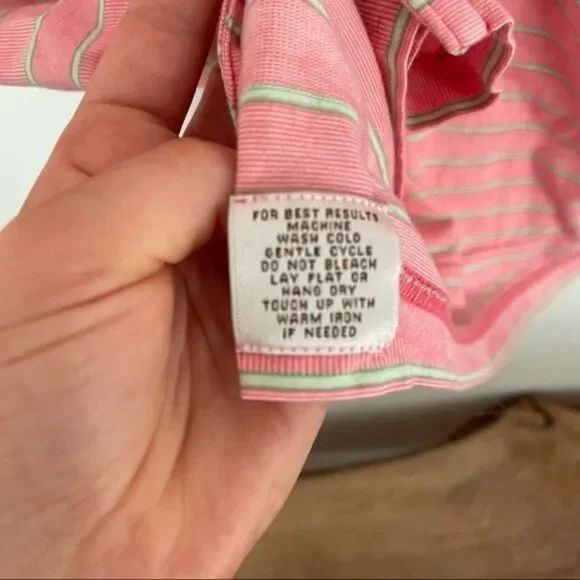 FOR BEST RESULTS
MACHINE
WASH COLD
GENTLE CYCLE
DO NOT BLEACH
LAY FLAT OR
HANG DRY
TOUCH UP WITH
WARM IRON
IF NEEDED